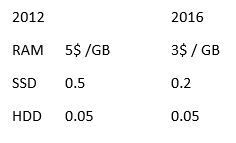 2012 2016
RAM 5$ /GB 3$ / GB
SSD 0.5 0.2
HDD 0.05 0.05